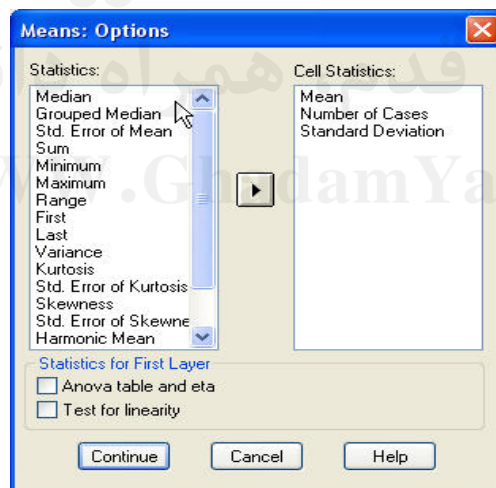 Means: Options
Statistics:
Median
Grouped Median
Std. Error of Mean
Sum
Minimum
Maximum
Range
First
Last
Variance
Kurtosis
Std. Error of Kurtosis
Skewness
Std. Error of Skewne
Harmonic Mean
Cell Statistics:
Mean
Number of Cases
Standard Deviation
Statistics for First Layer
Anova table and eta
Test for linearity
Continue
Cancel
Help
قدم همراه